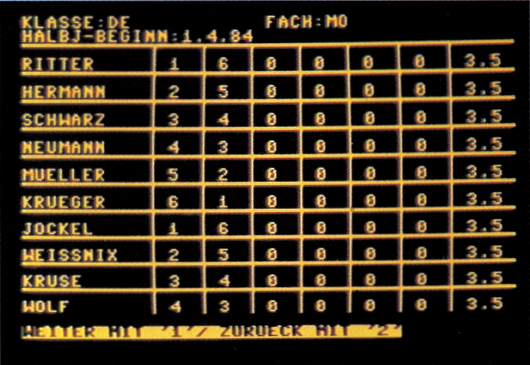 KLASSE:DE FACH:MO
HALBJ-BEGINN:1.4.84
RITTER 1 6 0 0 0 0 3.5
HERMANN 2 5 0 0 0 0 3.5
SCHWARZ 3 4 0 0 0 0 3.5
NEUMANN 4 3 0 0 0 0 3.5
MUELLER 5 2 0 0 0 0 3.5
KRUEGER 6 1 0 0 0 0 3.5
JOCKEL 1 6 0 0 0 0 3.5
WEISSNIX 2 5 0 0 0 0 3.5
KRUSE 3 4 0 0 0 0 3.5
WOLF 4 3 0 0 0 0 3.5
WEITER MIT '1'/ ZURUECK MIT '2'